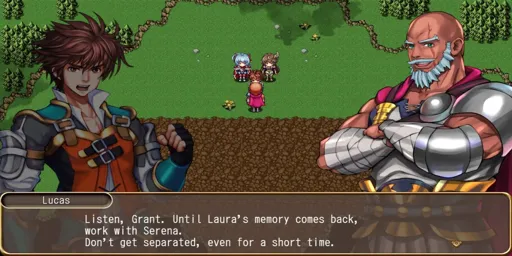 Lucas
Listen, Grant. Until Laura's memory comes back,
work with Serena.
Don't get separated, even for a short time.